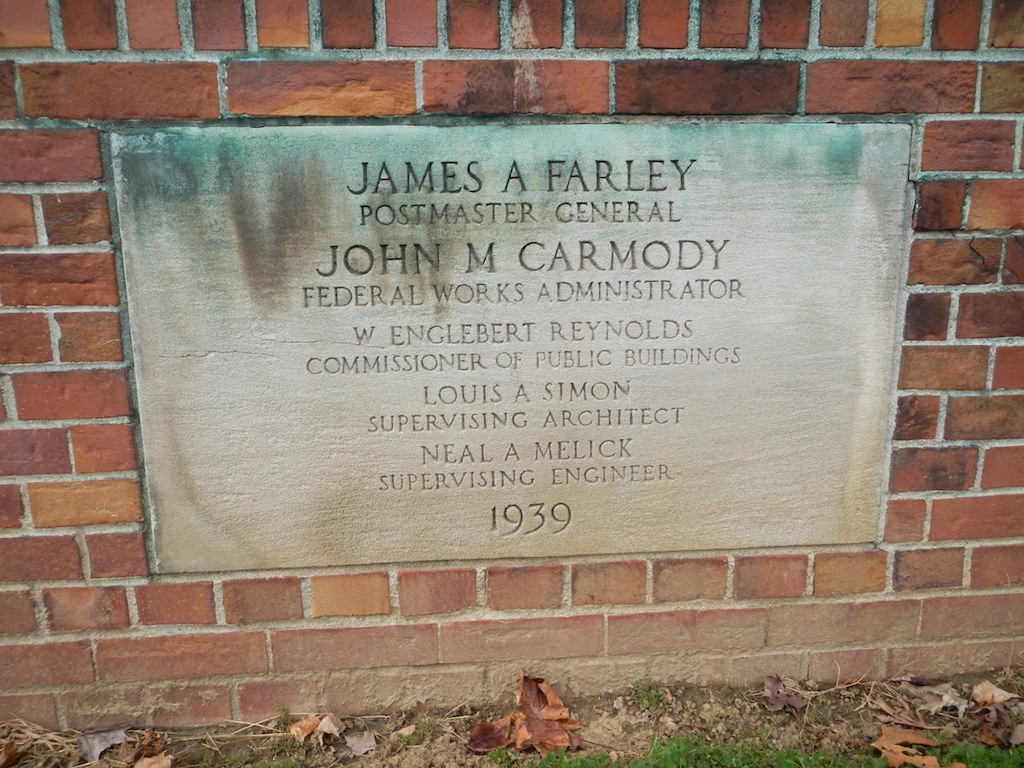 JAMES A FARLEY
POSTMASTER GENERAL
JOHN M CARMODY
FEDERAL WORKS ADMINISTRATOR
W ENGLEBERT REYNOLDS
COMMISSIONER OF PUBLIC BUILDINGS
LOUIS A SIMON
SUPERVISING ARCHITECT
NEAL A MELICK
SUPERVISING ENGINEER
1939